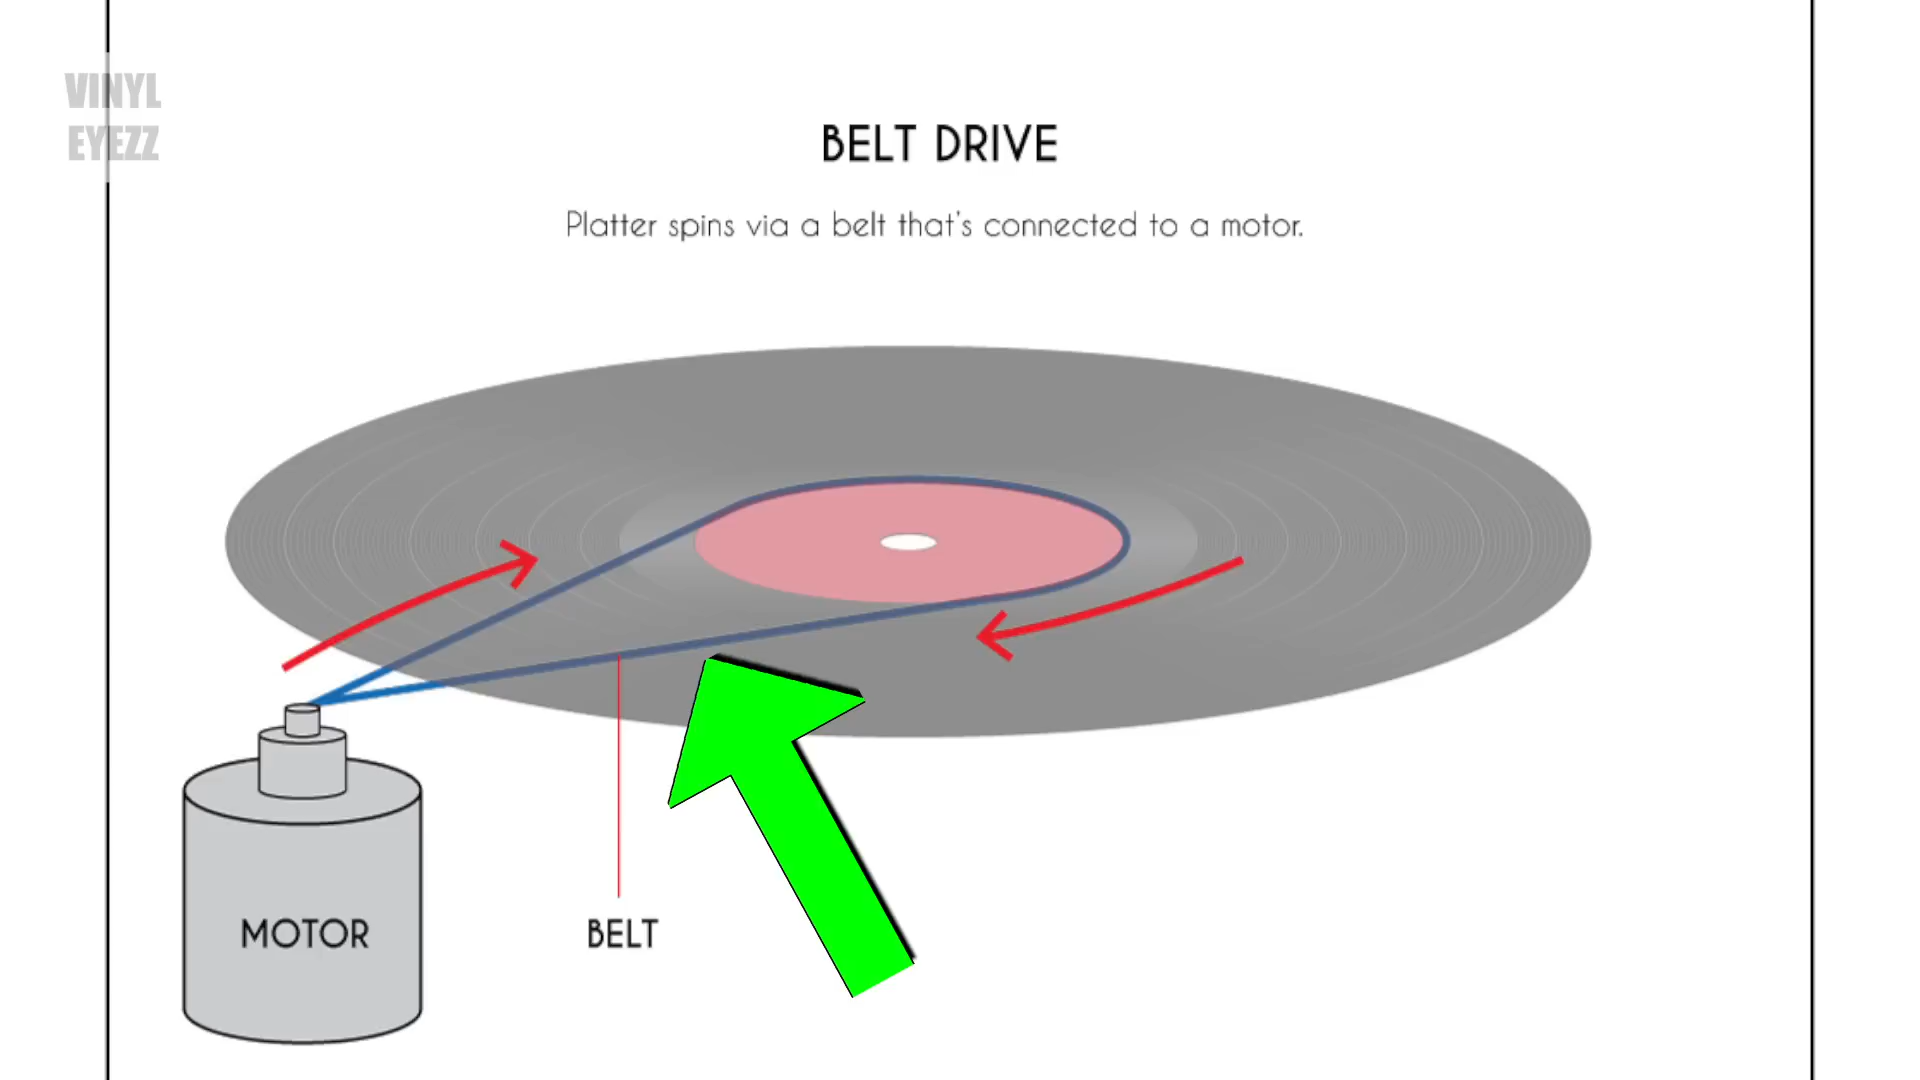 VINYL
EYEZZ
BELT DRIVE
Platter spins via a belt that's connected to a motor.
MOTOR
BELT